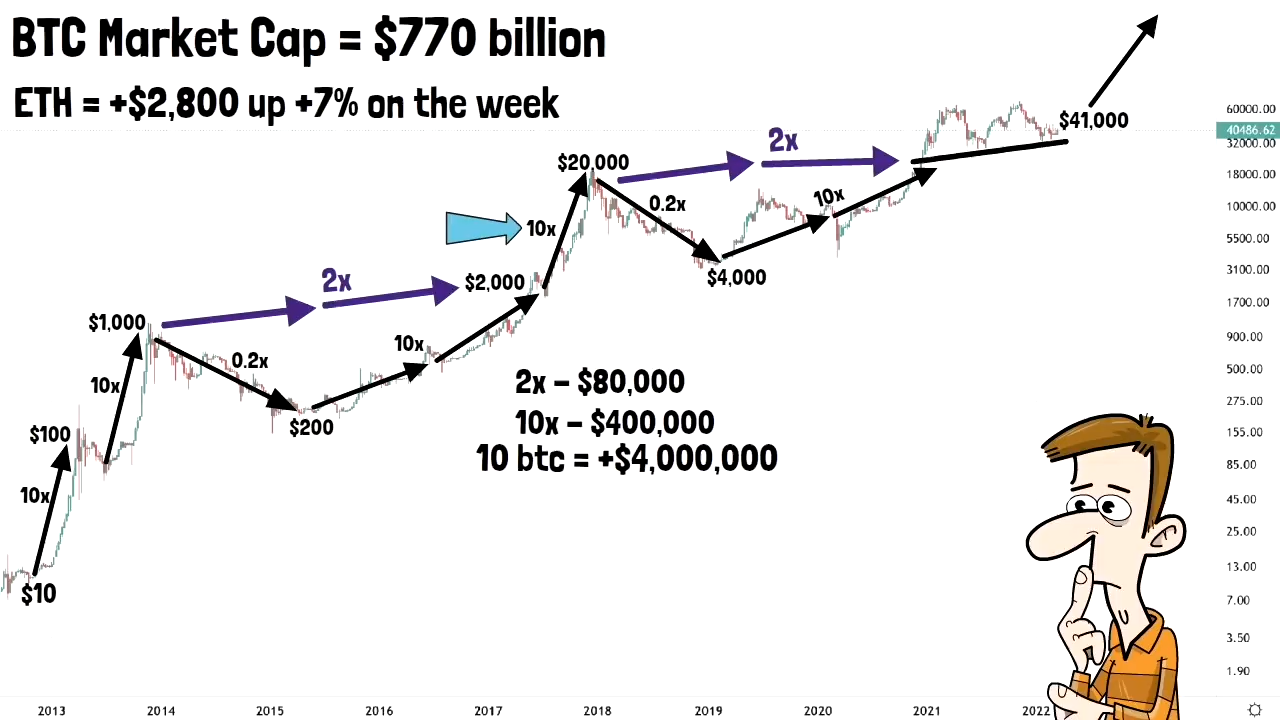 BTC Market Cap = $770 billion
ETH = +$2,800 up +7% on the week
$41,000
2x
$20,000
0.2x
10x
10x
$4,000
2x
$2,000
$1,000
0.2x
10x
10x
$200
$100
10x
$10
2x – $80,000
10x – $400,000
10 btc = +$4,000,000
60000.00
40486.62
32000.00
18000.00
10000.00
5500.00
3100.00
1700.00
900.00
500.00
275.00
155.00
85.00
45.00
25.00
13.00
7.00
3.50
1.90
2013 2014 2015 2016 2017 2018 2019 2020 2021 2022